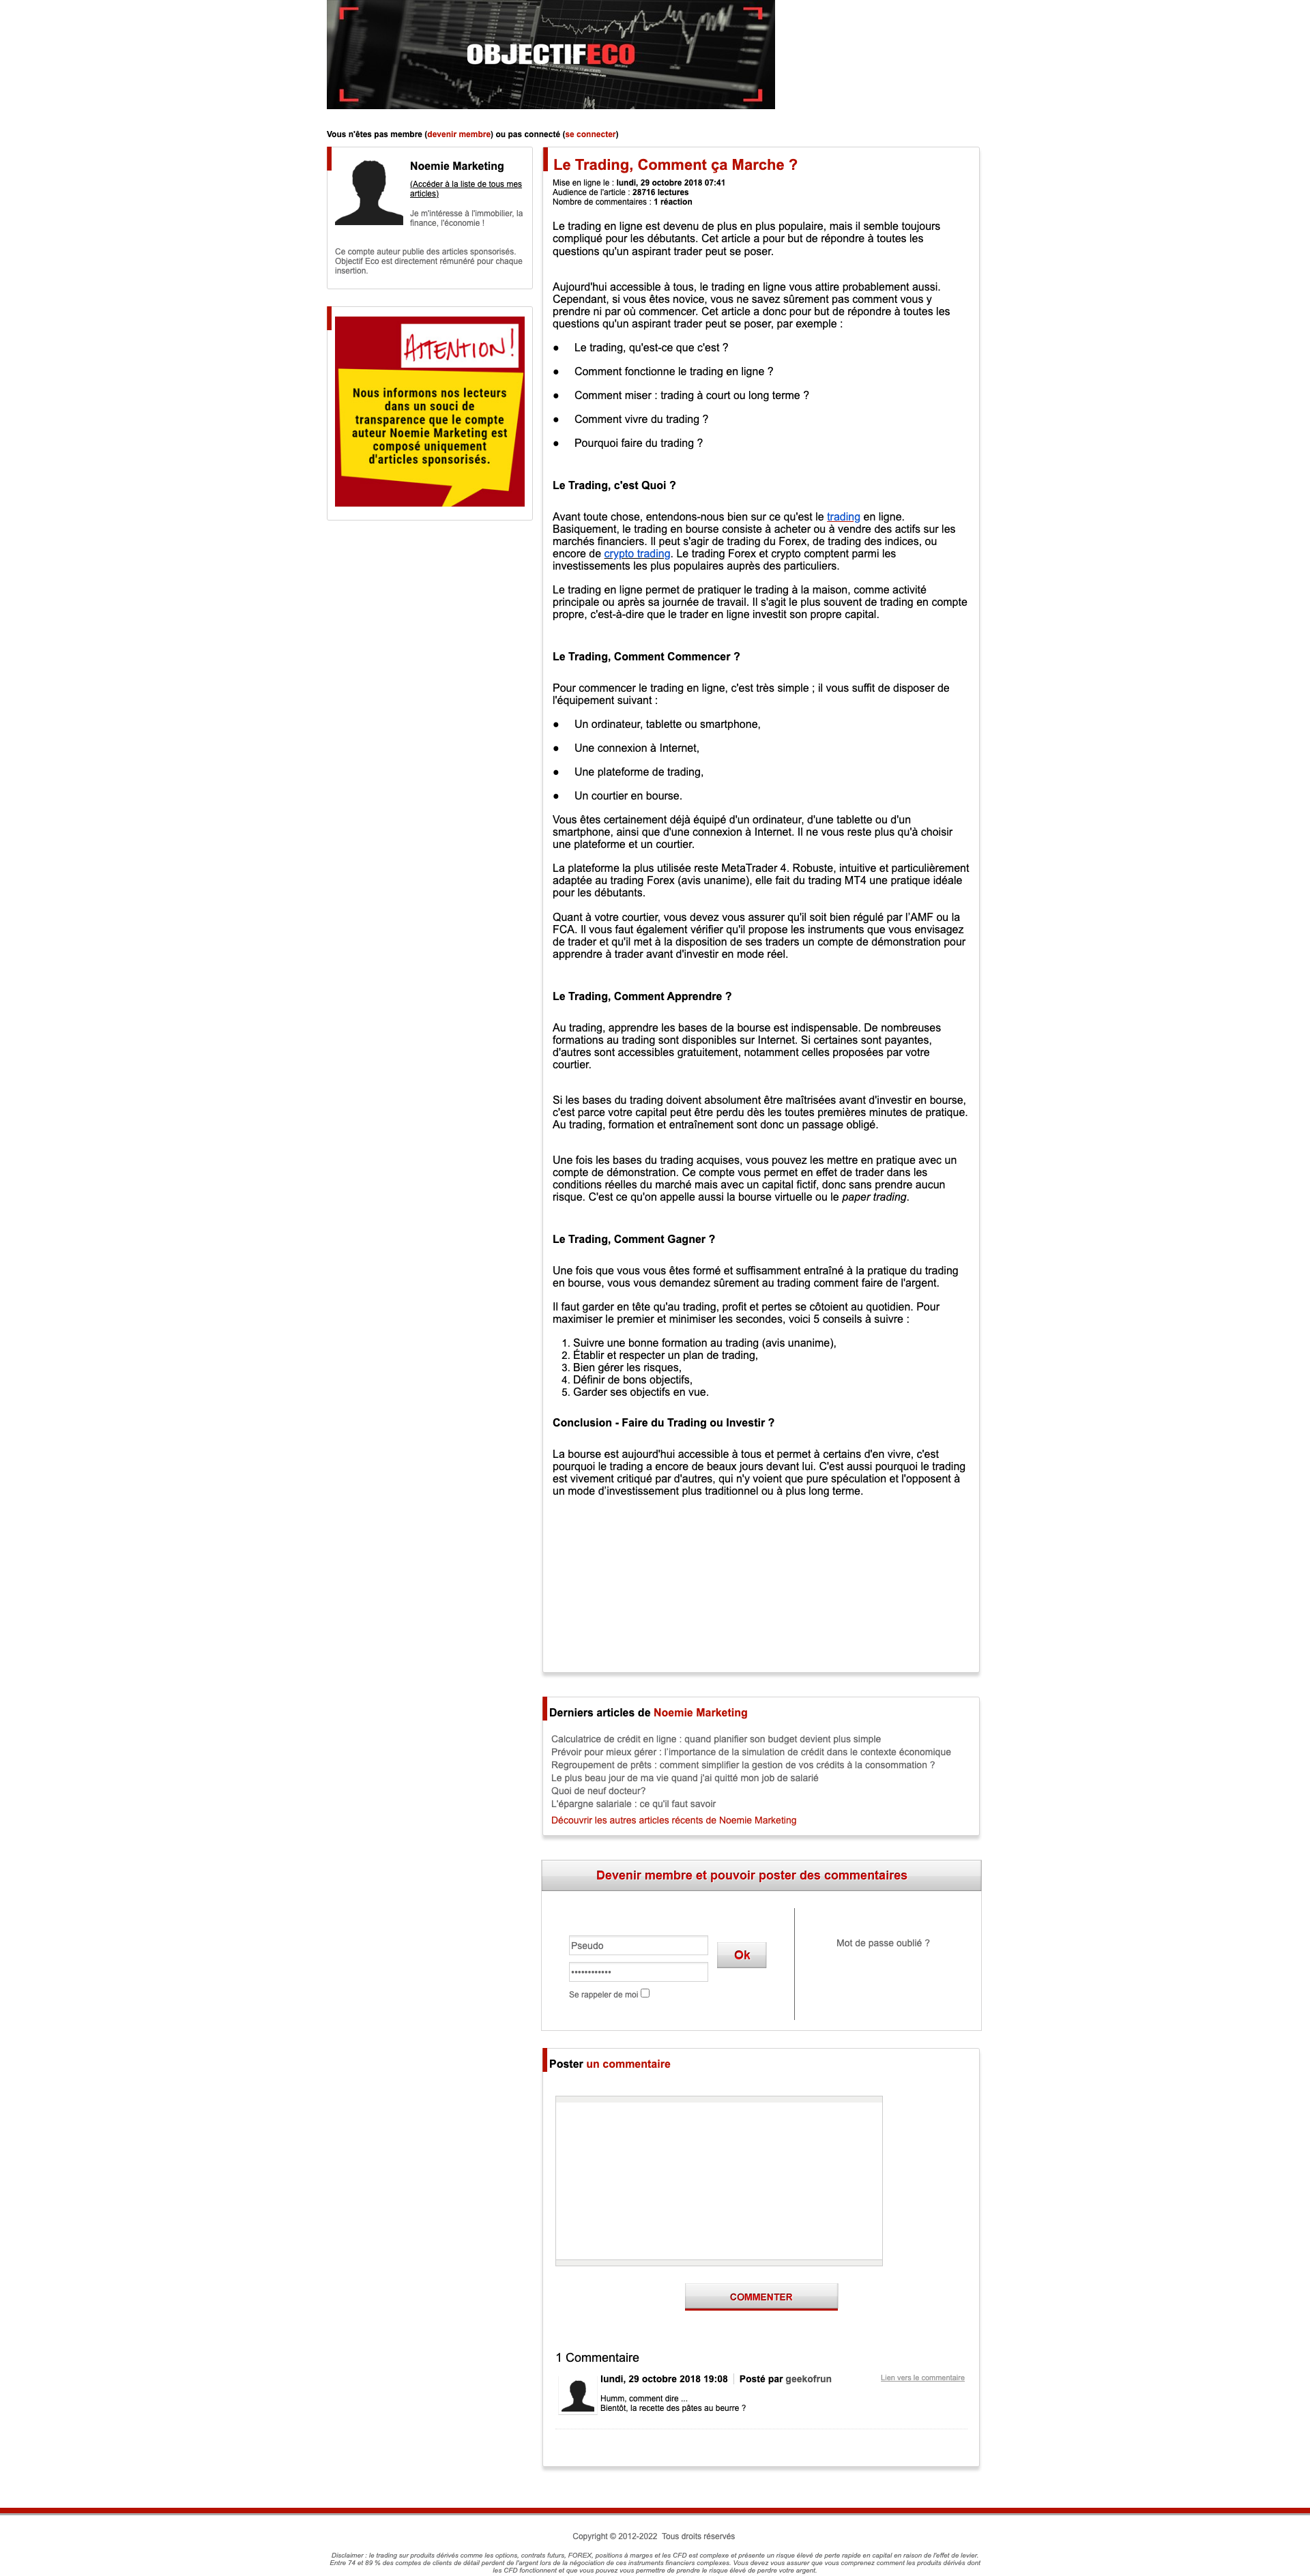 OBJECTIFECO
Vous n'êtes pas membre (devenir membre) ou pas connecté (se connecter)
Noemie Marketing
(Accéder à la liste de tous mes
articles)
Je m'intéresse à l'immobilier, la
finance, l'économie !
Ce compte auteur publie des articles sponsorisés.
Objectif Eco est directement rémunéré pour chaque
insertion.
ATTENTION!
Nous informons nos lecteurs
dans un souci de
transparence que le compte
auteur Noemie Marketing est
composé uniquement
d'articles sponsorisés.
Le Trading, Comment ça Marche ?
Mise en ligne le : lundi, 29 octobre 2018 07:41
Audience de l'article : 28716 lectures
Nombre de commentaires : 1 réaction
Le trading en ligne est devenu de plus en plus populaire, mais il semble toujours
compliqué pour les débutants. Cet article a pour but de répondre à toutes les
questions qu'un aspirant trader peut se poser.
Aujourd'hui accessible à tous, le trading en ligne vous attire probablement aussi.
Cependant, si vous êtes novice, vous ne savez sûrement pas comment vous y
prendre ni par où commencer. Cet article a donc pour but de répondre à toutes les
questions qu'un aspirant trader peut se poser, par exemple :
● Le trading, qu'est-ce que c'est ?
● Comment fonctionne le trading en ligne ?
● Comment miser : trading à court ou long terme ?
● Comment vivre du trading ?
● Pourquoi faire du trading ?
Le Trading, c'est Quoi ?
Avant toute chose, entendons-nous bien sur ce qu'est le trading en ligne.
Basiquement, le trading en bourse consiste à acheter ou à vendre des actifs sur les
marchés financiers. Il peut s'agir de trading du Forex, de trading des indices, ou
encore de crypto trading. Le trading Forex et crypto comptent parmi les
investissements les plus populaires auprès des particuliers.
Le trading en ligne permet de pratiquer le trading à la maison, comme activité
principale ou après sa journée de travail. Il s'agit le plus souvent de trading en compte
propre, c'est-à-dire que le trader en ligne investit son propre capital.
Le Trading, Comment Commencer ?
Pour commencer le trading en ligne, c'est très simple ; il vous suffit de disposer de
l'équipement suivant :
● Un ordinateur, tablette ou smartphone,
● Une connexion à Internet,
● Une plateforme de trading,
● Un courtier en bourse.
Vous êtes certainement déjà équipé d'un ordinateur, d'une tablette ou d'un
smartphone, ainsi que d'une connexion à Internet. Il ne vous reste plus qu'à choisir
une plateforme et un courtier.
La plateforme la plus utilisée reste MetaTrader 4. Robuste, intuitive et particulièrement
adaptée au trading Forex (avis unanime), elle fait du trading MT4 une pratique idéale
pour les débutants.
Quant à votre courtier, vous devez vous assurer qu'il soit bien régulé par l'AMF ou la
FCA. Il vous faut également vérifier qu'il propose les instruments que vous envisagez
de trader et qu'il met à la disposition de ses traders un compte de démonstration pour
apprendre à trader avant d'investir en mode réel.
Le Trading, Comment Apprendre ?
Au trading, apprendre les bases de la bourse est indispensable. De nombreuses
formations au trading sont disponibles sur Internet. Si certaines sont payantes,
d'autres sont accessibles gratuitement, notamment celles proposées par votre
courtier.
Si les bases du trading doivent absolument être maîtrisées avant d'investir en bourse,
c'est parce votre capital peut être perdu dès les toutes premières minutes de pratique.
Au trading, formation et entraînement sont donc un passage obligé.
Une fois les bases du trading acquises, vous pouvez les mettre en pratique avec un
compte de démonstration. Ce compte vous permet en effet de trader dans les
conditions réelles du marché mais avec un capital fictif, donc sans prendre aucun
risque. C'est ce qu'on appelle aussi la bourse virtuelle ou le paper trading.
Le Trading, Comment Gagner ?
Une fois que vous vous êtes formé et suffisamment entraîné à la pratique du trading
en bourse, vous vous demandez sûrement au trading comment faire de l'argent.
Il faut garder en tête qu'au trading, profit et pertes se côtoient au quotidien. Pour
maximiser le premier et minimiser les secondes, voici 5 conseils à suivre :
1. Suivre une bonne formation au trading (avis unanime),
2. Établir et respecter un plan de trading,
3. Bien gérer les risques,
4. Définir de bons objectifs,
5. Garder ses objectifs en vue.
Conclusion - Faire du Trading ou Investir ?
La bourse est aujourd'hui accessible à tous et permet à certains d'en vivre, c'est
pourquoi le trading a encore de beaux jours devant lui. C'est aussi pourquoi le trading
est vivement critiqué par d'autres, qui n'y voient que pure spéculation et l'opposent à
un mode d'investissement plus traditionnel ou à plus long terme.
Derniers articles de Noemie Marketing
Calculatrice de crédit en ligne : quand planifier son budget devient plus simple
Prévoir pour mieux gérer : l'importance de la simulation de crédit dans le contexte économique
Regroupement de prêts : comment simplifier la gestion de vos crédits à la consommation ?
Le plus beau jour de ma vie quand j'ai quitté mon job de salarié
Quoi de neuf docteur?
L'épargne salariale : ce qu'il faut savoir
Découvrir les autres articles récents de Noemie Marketing
Devenir membre et pouvoir poster des commentaires
Pseudo
••••••••••••
Ok
Se rappeler de moi
Mot de passe oublié ?
Poster un commentaire
COMMENTER
1 Commentaire
lundi, 29 octobre 2018 19:08 Posté par geekofrun
Lien vers le commentaire
Humm, comment dire ...
Bientôt, la recette des pâtes au beurre ?
Copyright © 2012-2022 Tous droits réservés
Disclaimer : le trading sur produits dérivés comme les options, contrats futurs, FOREX, positions à marges et les CFD est complexe et présente un risque élevé de perte rapide en capital en raison de l'effet de levier.
Entre 74 et 89 % des comptes de clients de détail perdent de l'argent lors de la négociation de ces instruments financiers complexes. Vous devez vous assurer que vous comprenez comment les produits dérivés dont
les CFD fonctionnent et que vous pouvez vous permettre de prendre le risque élevé de perdre votre argent.